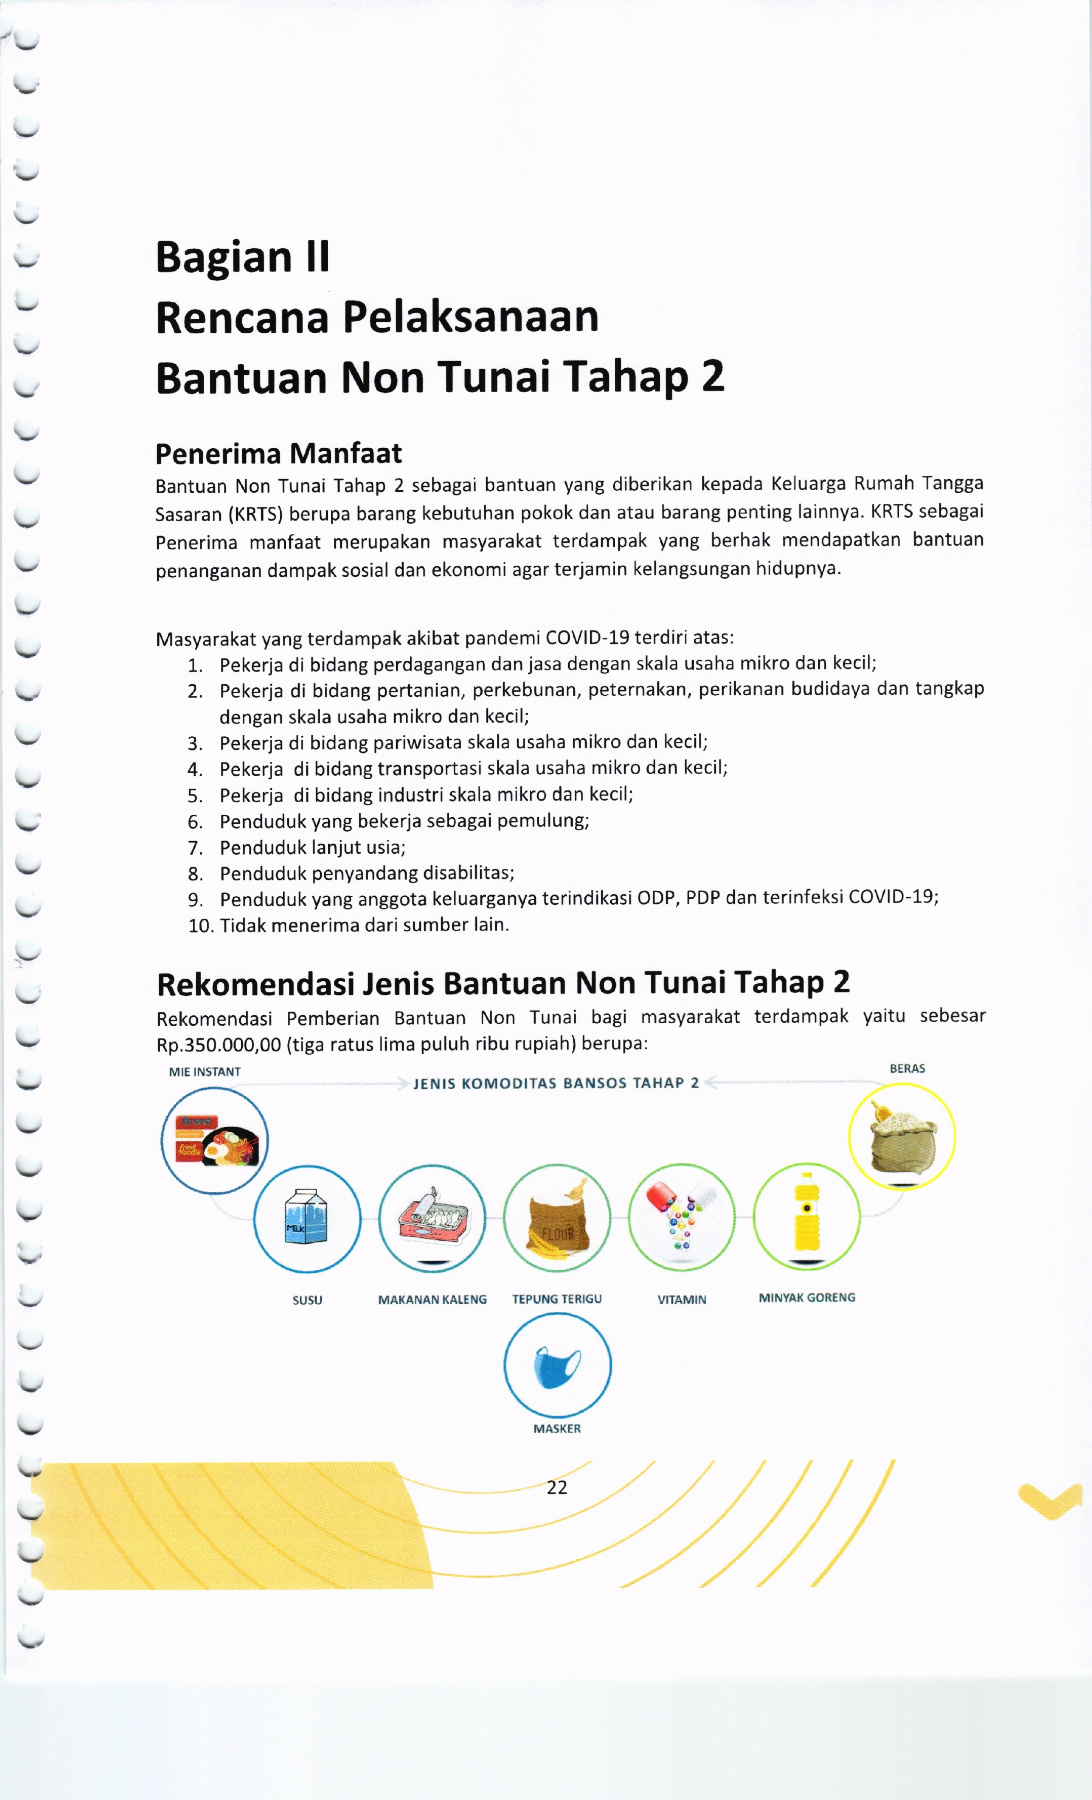 Bagian II
Rencana Pelaksanaan
Bantuan Non Tunai Tahap 2
Penerima Manfaat
Bantuan Non Tunai Tahap 2 sebagai bantuan yang diberikan kepada Keluarga Rumah Tangga
Sasaran (KRTS) berupa barang kebutuhan pokok dan atau barang penting lainnya. KRTS sebagai
Penerima manfaat merupakan masyarakat terdampak yang berhak mendapatkan bantuan
penanganan dampak sosial dan ekonomi agar terjamin kelangsungan hidupnya.
Masyarakat yang terdampak akibat pandemi COVID-19 terdiri atas:
1. Pekerja di bidang perdagangan dan jasa dengan skala usaha mikro dan kecil;
2. Pekerja di bidang pertanian, perkebunan, peternakan, perikanan budidaya dan tangkap
dengan skala usaha mikro dan kecil;
3. Pekerja di bidang pariwisata skala usaha mikro dan kecil;
4. Pekerja di bidang transportasi skala usaha mikro dan kecil;
5. Pekerja di bidang industri skala mikro dan kecil;
6. Penduduk yang bekerja sebagai pemulung;
7. Penduduk lanjut usia;
8. Penduduk penyandang disabilitas;
9. Penduduk yang anggota keluarganya terindikasi ODP, PDP dan terinfeksi COVID-19;
10. Tidak menerima dari sumber lain.
Rekomendasi Jenis Bantuan Non Tunai Tahap 2
Rekomendasi Pemberian Bantuan Non Tunai bagi masyarakat terdampak yaitu sebesar
Rp.350.000,00 (tiga ratus lima puluh ribu rupiah) berupa:
MIE INSTANT
JENIS KOMODITAS BANSOS TAHAP 2
BERAS
Fried
Noodle
MILK
FLOUR
SUSU
MAKANAN KALENG
TEPUNG TERIGU
VITAMIN
MINYAK GORENG
MASKER
22